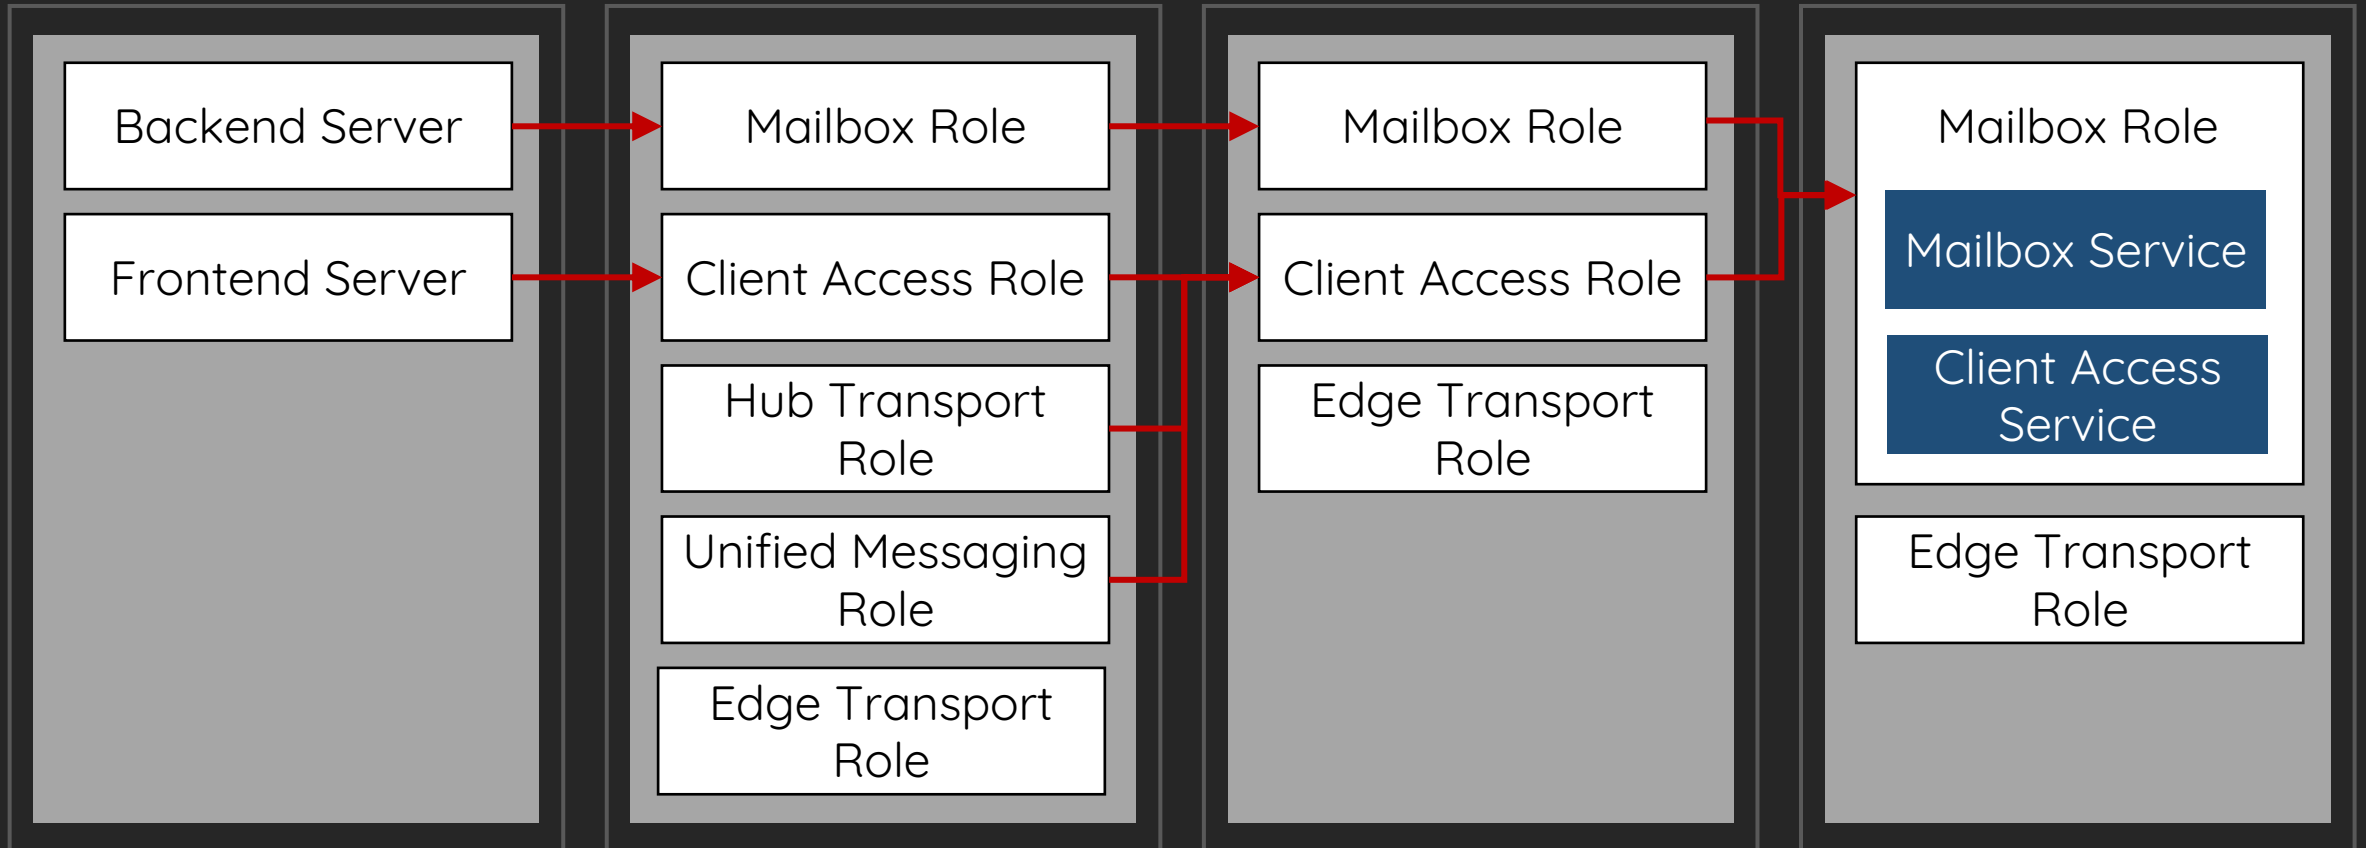 Backend Server
Frontend Server
Mailbox Role
Client Access Role
Hub Transport
Role
Unified Messaging
Role
Edge Transport
Role
Mailbox Role
Client Access Role
Edge Transport
Role
Mailbox Role
Mailbox Service
Client Access
Service
Edge Transport
Role